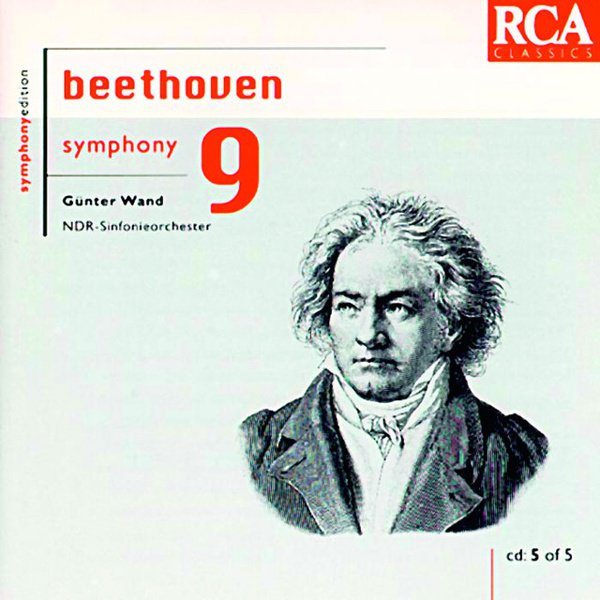 RCA
CLASSICS
symphonyedition
beethoven
symphony 9
Günter Wand
NDR-Sinfonieorchester
cd: 5 of 5